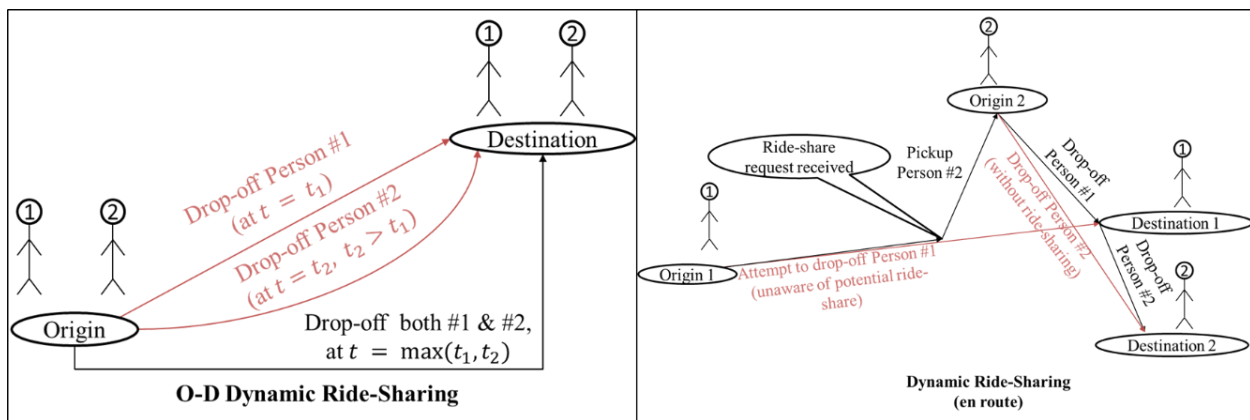 1
2
Destination
Drop-off Person #1
(at t = t₁)
Drop-off Person #2
(at t = t₂, t₂ > t₁)
1
2
Origin
Drop-off both #1 & #2,
at t = max(t₁, t₂)
O-D Dynamic Ride-Sharing
2
Origin 2
Ride-share
request received
Pickup
Person #2
Drop-off
Person #1
Drop-off Person #2
(without ride-sharing)
1
Destination 1
1
Origin 1
Attempt to drop-off Person #1
(unaware of potential ride-
share)
Drop-off
Person #2
2
Destination 2
Dynamic Ride-Sharing
(en route)